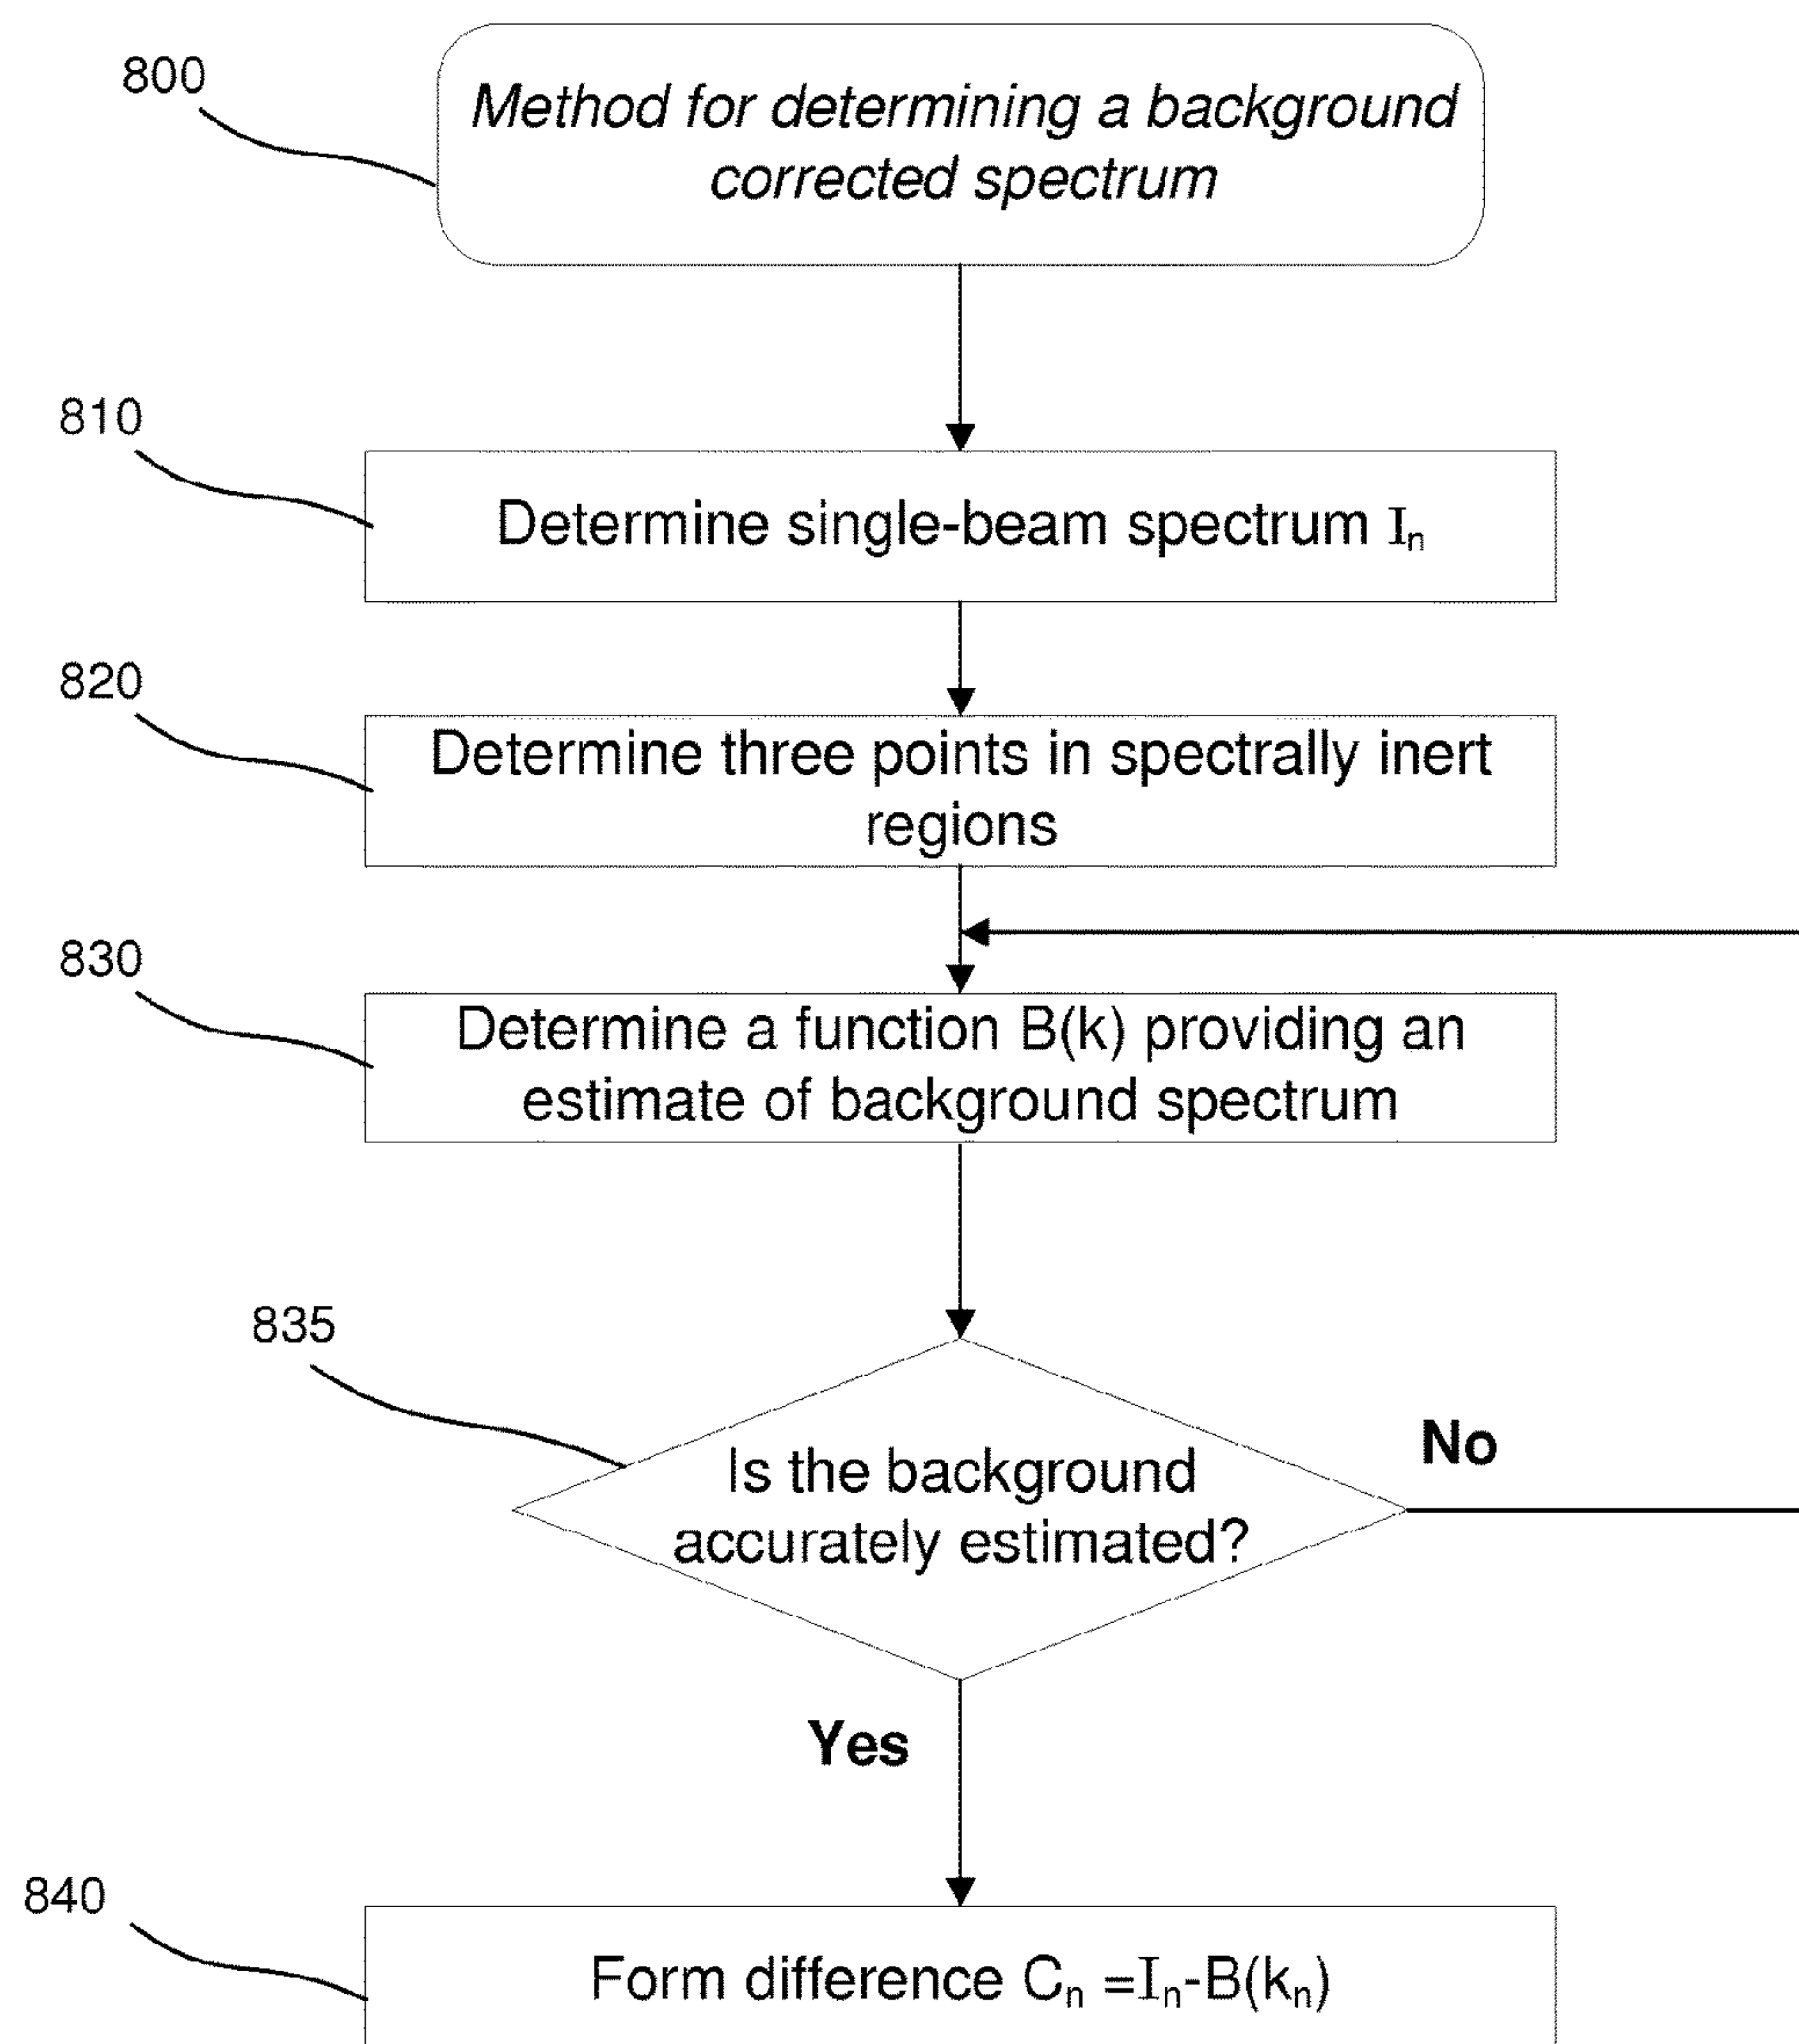 800
Method for determining a background
corrected spectrum
810
Determine single-beam spectrum Iₙ
820
Determine three points in spectrally inert
regions
830
Determine a function B(k) providing an
estimate of background spectrum
835
Is the background
accurately estimated?
No
Yes
840
Form difference Cₙ =Iₙ-B(kₙ)